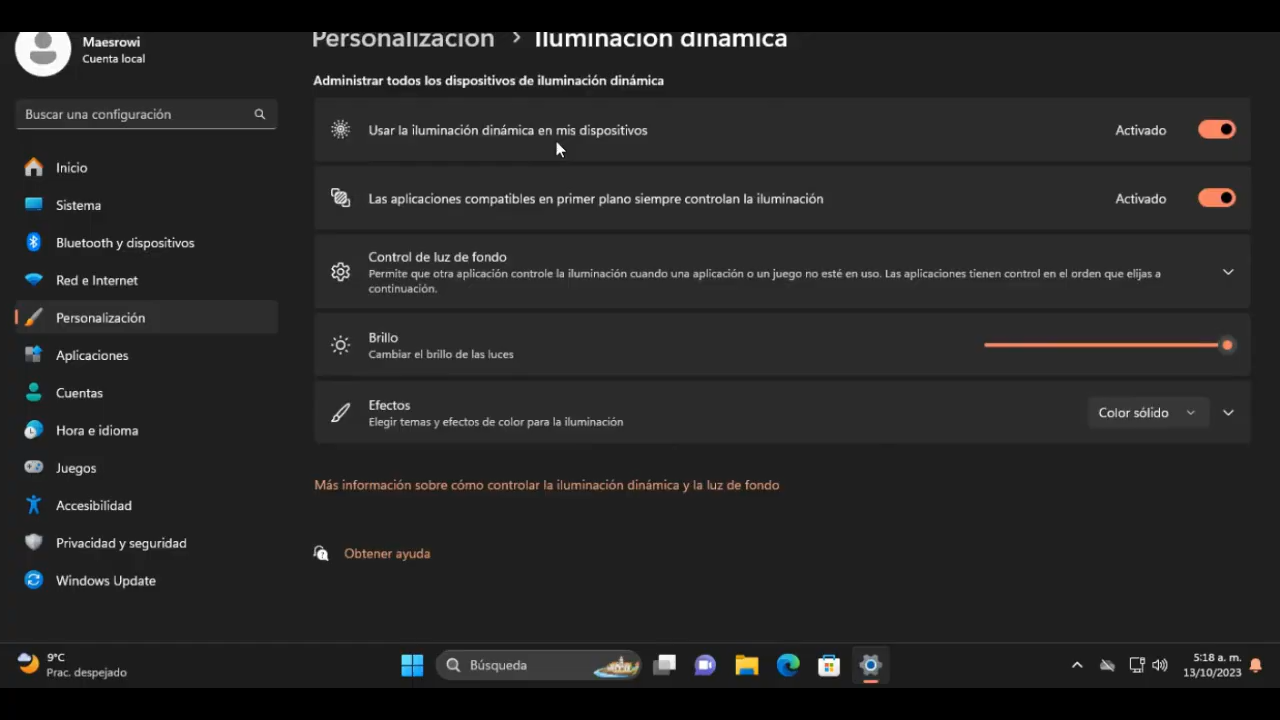 Maesrowi
Cuenta local
Personalización > Iluminación dinámica
Administrar todos los dispositivos de iluminación dinámica
Buscar una configuración
Usar la iluminación dinámica en mis dispositivos
Activado
Inicio
Sistema
Las aplicaciones compatibles en primer plano siempre controlan la iluminación
Activado
Bluetooth y dispositivos
Red e Internet
Control de luz de fondo
Permite que otra aplicación controle la iluminación cuando una aplicación o un juego no esté en uso. Las aplicaciones tienen control en el orden que elijas a
continuación.
Personalización
Aplicaciones
Brillo
Cambiar el brillo de las luces
Cuentas
Hora e idioma
Efectos
Elegir temas y efectos de color para la iluminación
Color sólido
Juegos
Accesibilidad
Más información sobre cómo controlar la iluminación dinámica y la luz de fondo
Privacidad y seguridad
Obtener ayuda
Windows Update
9°C
Prac. despejado
Búsqueda
5:18 a. m.
13/10/2023